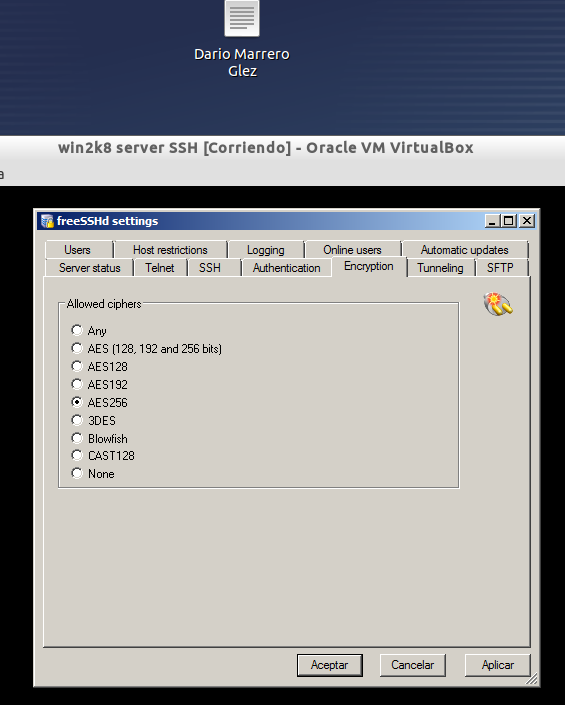 Dario Marrero
Glez
win2k8 server SSH [Corriendo] - Oracle VM VirtualBox
a
freeSSHd settings
Users Host restrictions Logging Online users Automatic updates
Server status Telnet SSH Authentication Encryption Tunneling SFTP
Allowed ciphers
Any
AES (128, 192 and 256 bits)
AES128
AES192
AES256
3DES
Blowfish
CAST128
None
Aceptar Cancelar Aplicar